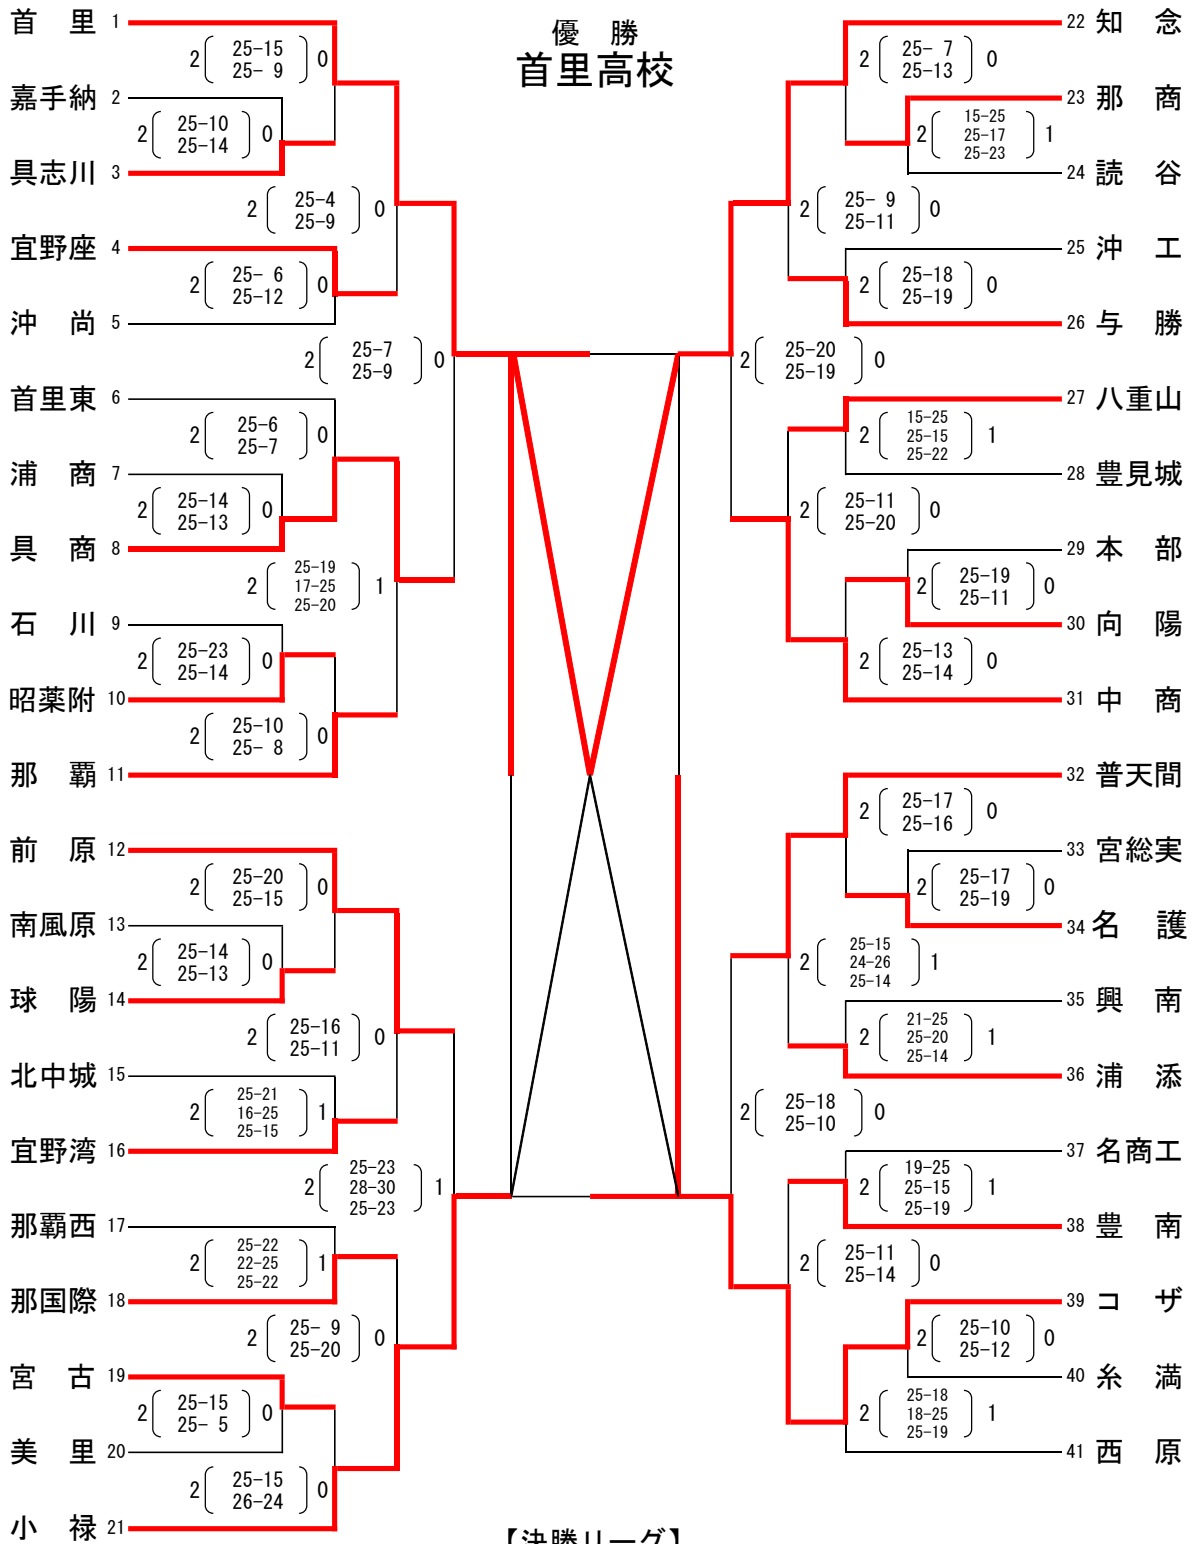 優　勝
首里高校
首　里 1
2 25-15 0
25- 9
嘉手納 2
2 25-10 0
25-14
具志川 3
2 25-4 0
25-9
宜野座 4
2 25- 6 0
25-12
沖　尚 5
2 25-7 0
25-9
首里東 6
2 25-6 0
25-7
浦　商 7
2 25-14 0
25-13
具　商 8
2 25-19 1
17-25
25-20
石　川 9
2 25-23 0
25-14
昭薬附 10
2 25-10 0
25- 8
那　覇 11
前　原 12
2 25-20 0
25-15
南風原 13
2 25-14 0
25-13
球　陽 14
2 25-16 0
25-11
北中城 15
2 25-21 1
16-25
25-15
宜野湾 16
2 25-23 1
28-30
25-23
那覇西 17
2 25-22 1
22-25
25-22
那国際 18
2 25- 9 0
25-20
宮　古 19
2 25-15 0
25- 5
美　里 20
2 25-15 0
26-24
小　禄 21
22 知　念
2 25- 7 0
25-13
23 那　商
2 15-25 1
25-17
25-23
24 読　谷
2 25- 9 0
25-11
25 沖　工
2 25-18 0
25-19
26 与　勝
2 25-20 0
25-19
27 八重山
2 15-25 1
25-15
25-22
28 豊見城
2 25-11 0
25-20
29 本　部
2 25-19 0
25-11
30 向　陽
2 25-13 0
25-14
31 中　商
32 普天間
2 25-17 0
25-16
33 宮総実
2 25-17 0
25-19
34 名　護
2 25-15 1
24-26
25-14
35 興　南
2 21-25 1
25-20
25-14
36 浦　添
2 25-18 0
25-10
37 名商工
2 19-25 1
25-15
25-19
38 豊　南
2 25-11 0
25-14
39 コ　ザ
2 25-10 0
25-12
40 糸　満
2 25-18 1
18-25
25-19
41 西　原
【決勝リーグ】